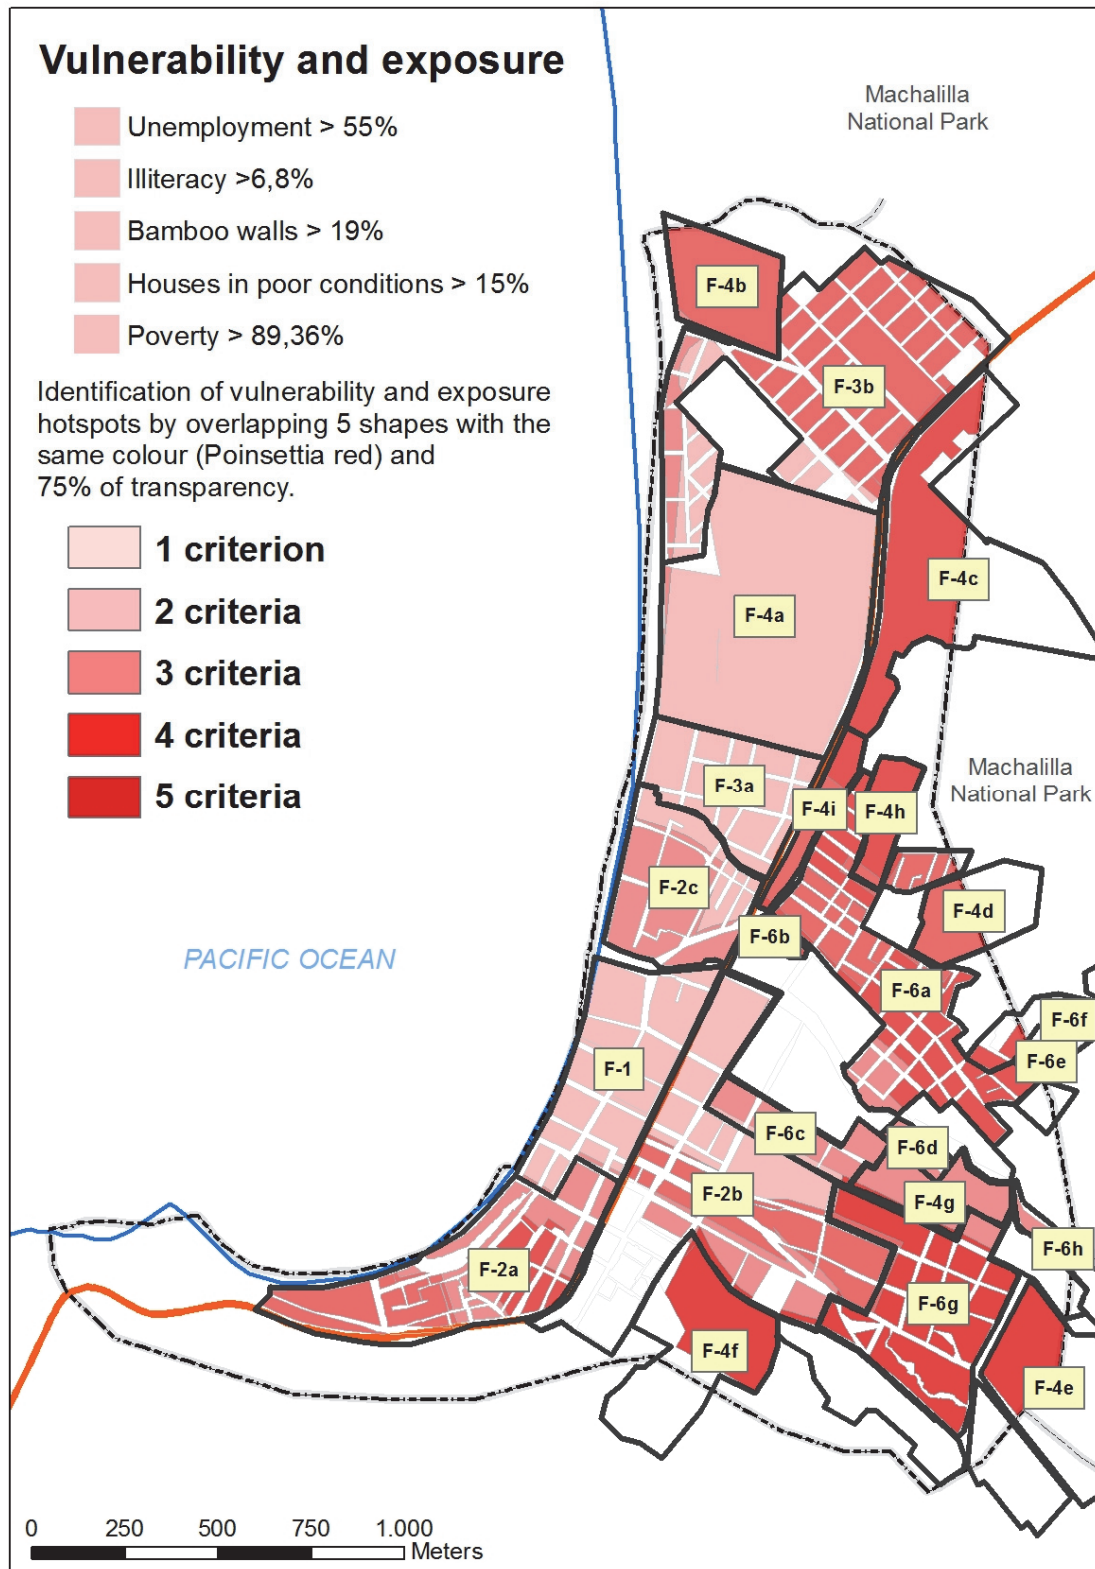 Vulnerability and exposure
Unemployment > 55%
Illiteracy >6,8%
Bamboo walls > 19%
Houses in poor conditions > 15%
Poverty > 89,36%
Identification of vulnerability and exposure
hotspots by overlapping 5 shapes with the
same colour (Poinsettia red) and
75% of transparency.
1 criterion
2 criteria
3 criteria
4 criteria
5 criteria
Machalilla
National Park
F-4b
F-3b
F-4c
F-4a
Machalilla
National Park
F-3a
F-4i
F-4h
F-2c
F-4d
F-6b
PACIFIC OCEAN
F-6a
F-6f
F-6e
F-1
F-6c
F-6d
F-2b
F-4g
F-6h
F-2a
F-6g
F-4f
F-4e
0 250 500 750 1.000
Meters